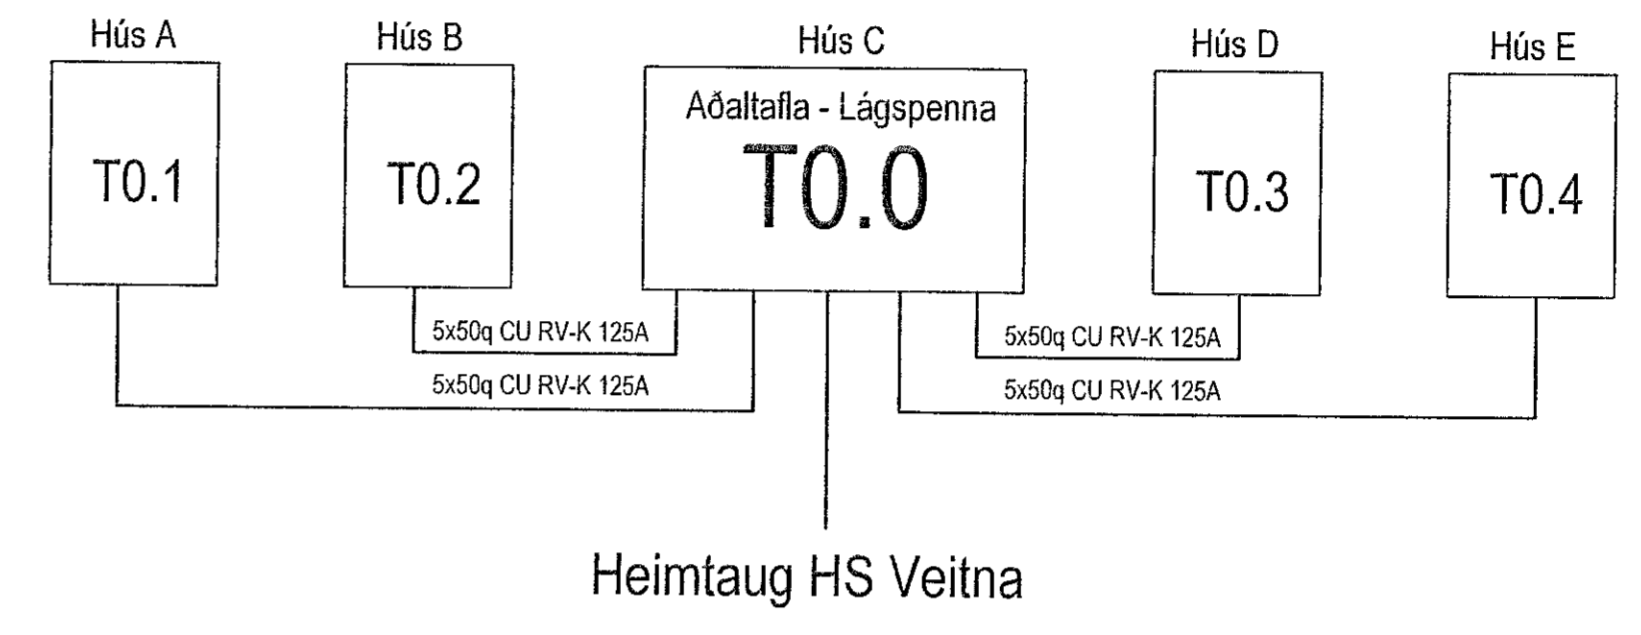 Hús A
Hús B
Hús C
Hús D
Hús E
Aðaltafla - Lágspenna
T0.1
T0.2
T0.0
T0.3
T0.4
5x50q CU RV-K 125A
5x50q CU RV-K 125A
5x50q CU RV-K 125A
5x50q CU RV-K 125A
Heimtaug HS Veitna